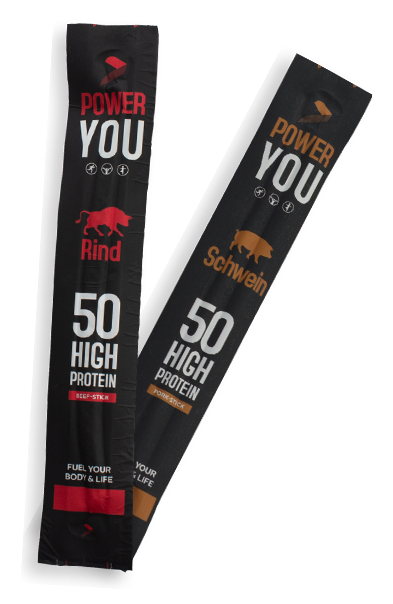 POWER
YOU
Rind
50
HIGH
PROTEIN
BEEF-STICK
FUEL YOUR
BODY & LIFE
POWER
YOU
Schwein
50
HIGH
PROTEIN
PORK STICK
YOUR
& LIFE